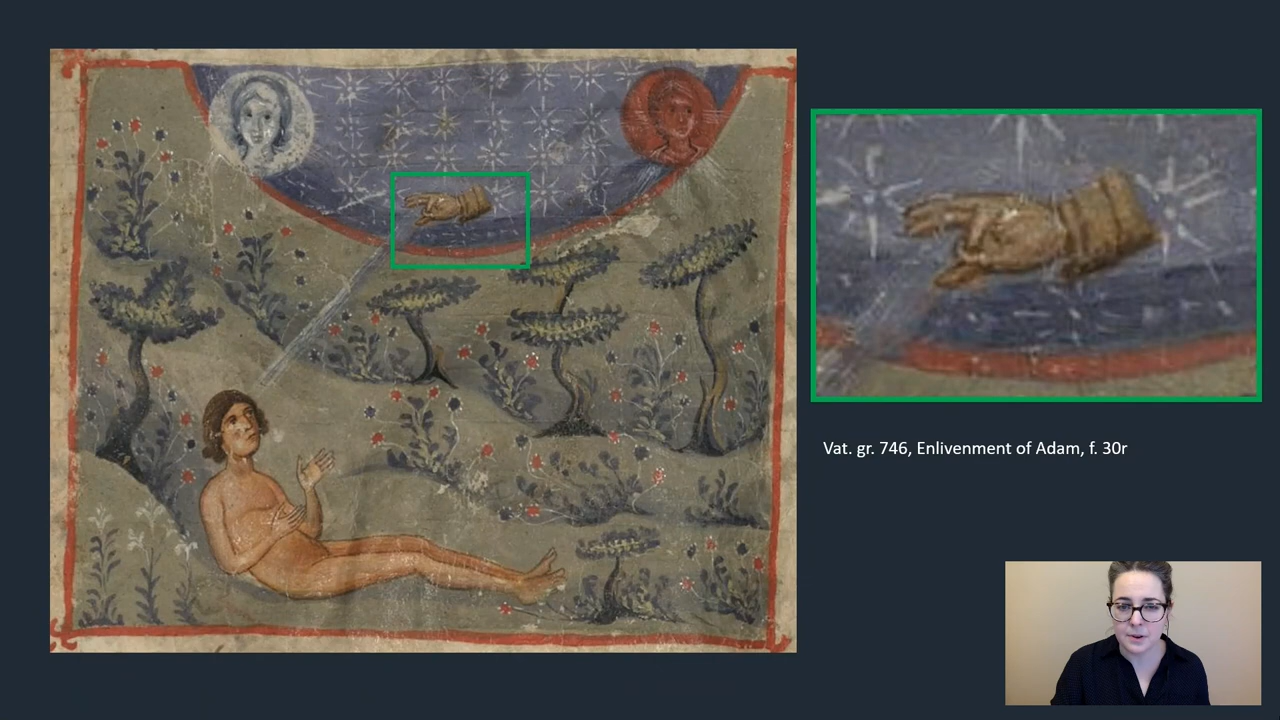 Vat. gr. 746, Enlivenment of Adam, f. 30r